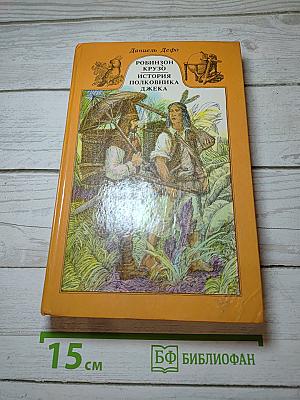 Даниель Дефо
РОБИНЗОН
КРУЗО
ИСТОРИЯ
ПОЛКОВНИКА
ДЖЕКА
15 см
БФ БИБЛИОФАН